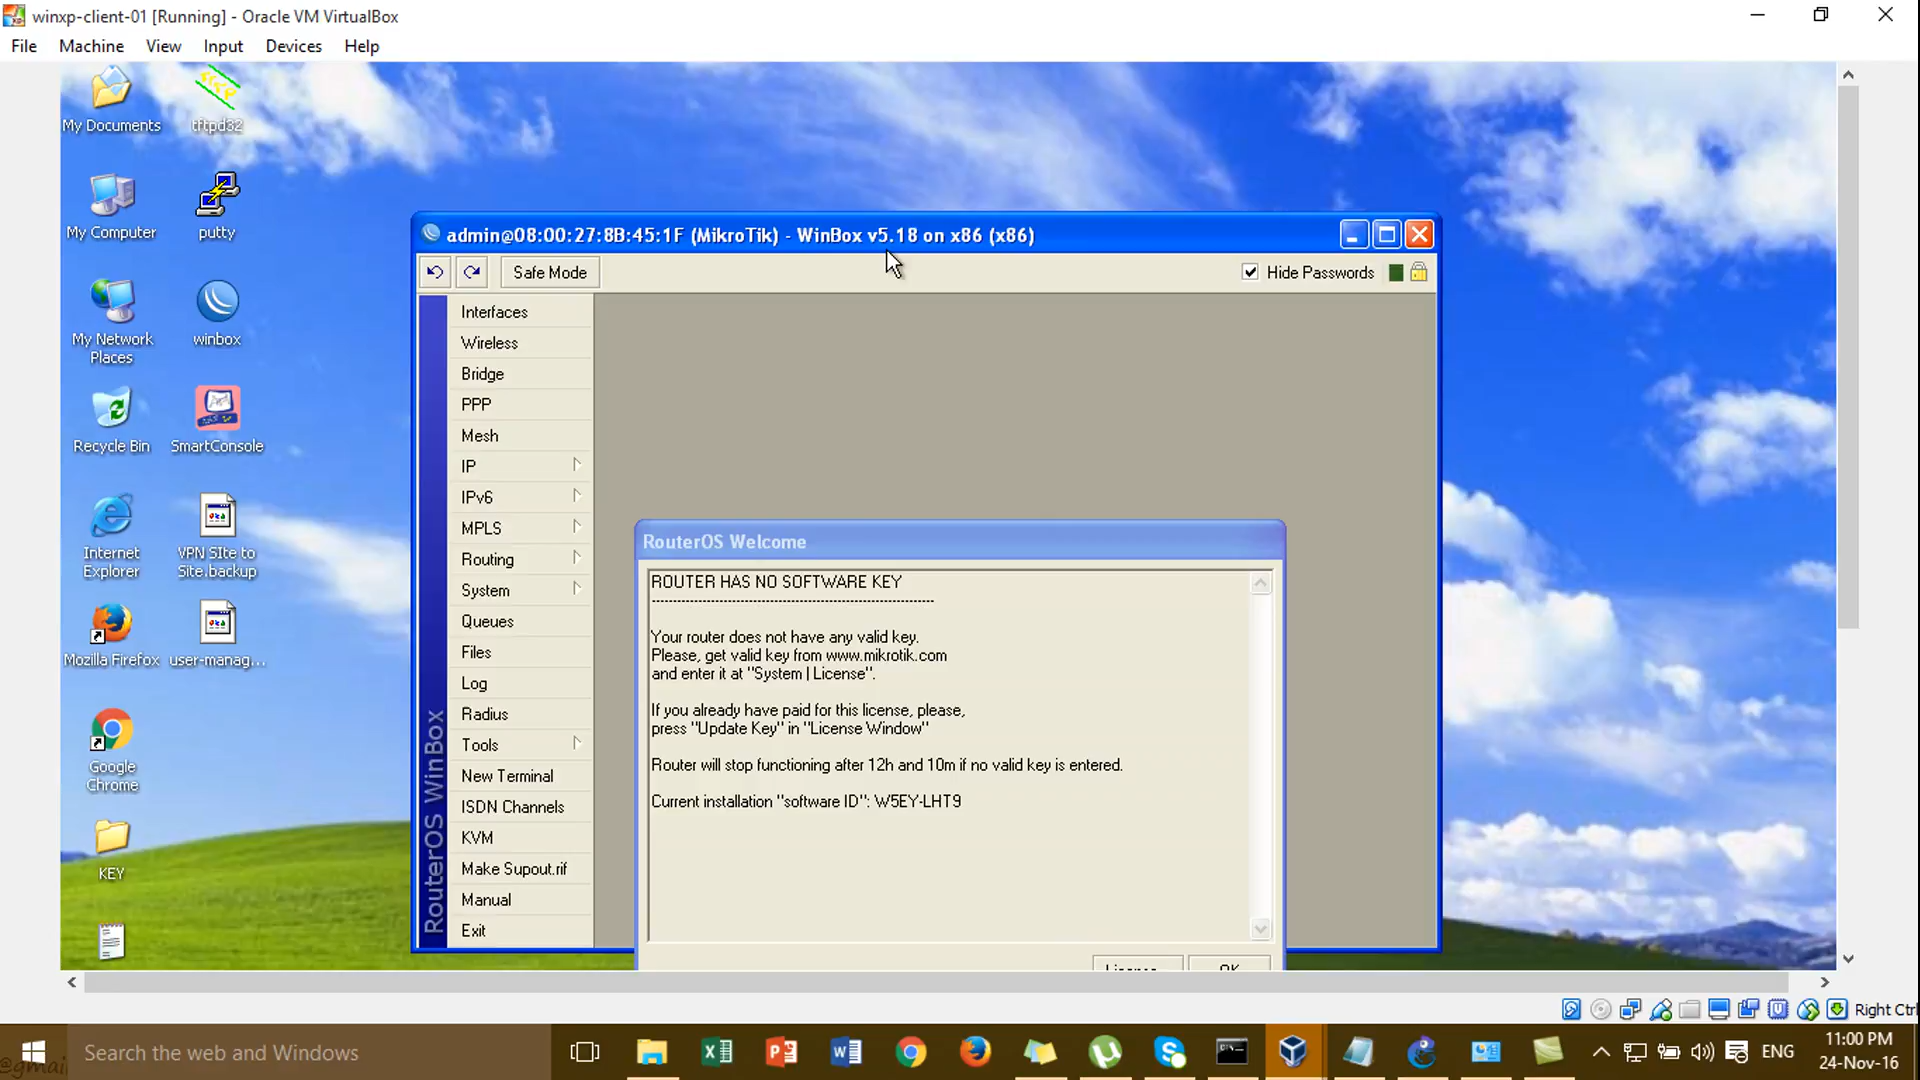 winxp-client-01 [Running] - Oracle VM VirtualBox
File Machine View Input Devices Help
My Documents
tftpd32
My Computer
putty
My Network
Places
winbox
Recycle Bin
SmartConsole
Internet
Explorer
VPN SIte to
Site.backup
Mozilla Firefox
user-manag...
Google
Chrome
KEY
admin@08:00:27:8B:45:1F (MikroTik) - WinBox v5.18 on x86 (x86)
Safe Mode
Hide Passwords
Interfaces
Wireless
Bridge
PPP
Mesh
IP
IPv6
MPLS
Routing
System
Queues
Files
Log
Radius
Tools
New Terminal
ISDN Channels
KVM
Make Supout.rif
Manual
Exit
RouterOS WinBox
RouterOS Welcome
ROUTER HAS NO SOFTWARE KEY
----------------------------------------------------------------
Your router does not have any valid key.
Please, get valid key from www.mikrotik.com
and enter it at "System | License".
If you already have paid for this license, please,
press "Update Key" in "License Window"
Router will stop functioning after 12h and 10m if no valid key is entered.
Current installation "software ID": W5EY-LHT9
License...
OK
Right Ctrl
Search the web and Windows
ENG
11:00 PM
24-Nov-16